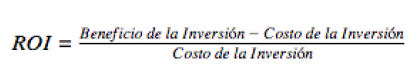 ROI = Beneficio de la Inversión − Costo de la Inversión
Costo de la Inversión